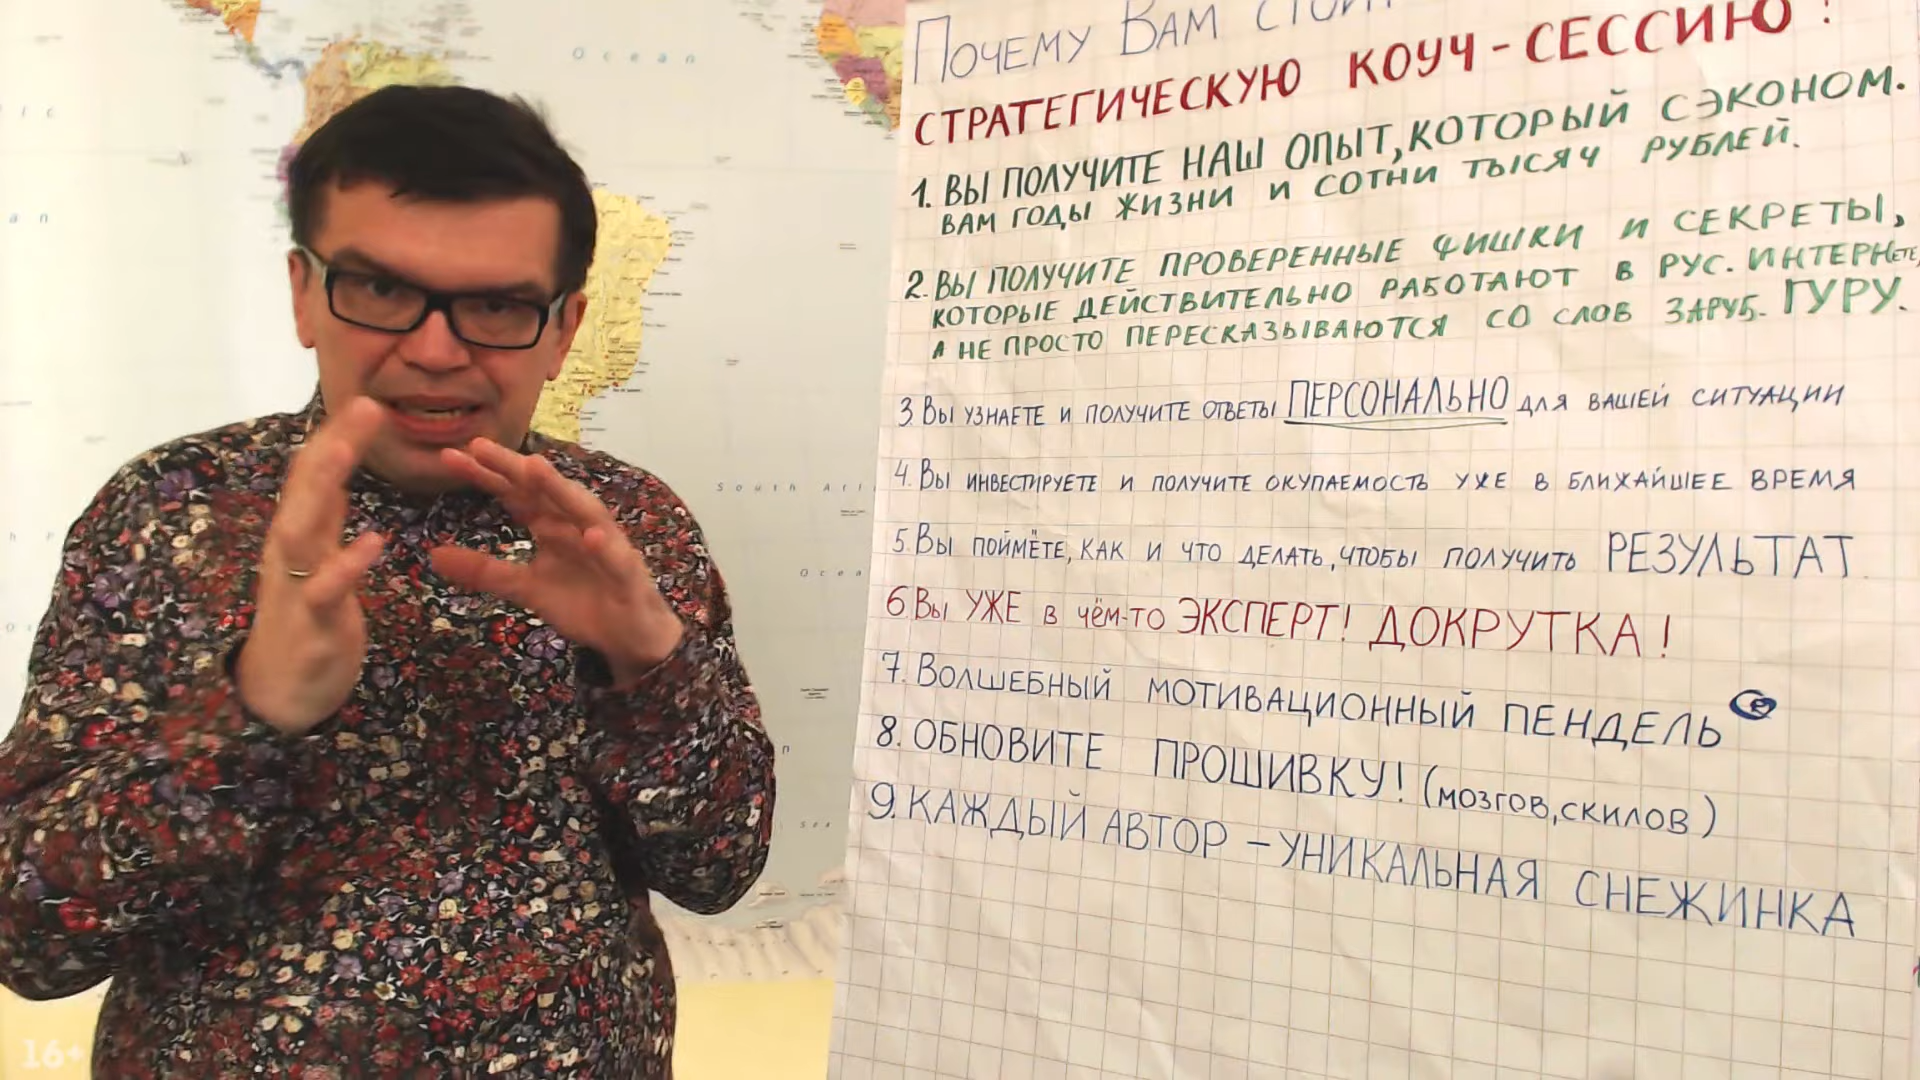 ПОЧЕМУ ВАМ
СТРАТЕГИЧЕСКУЮ КОУЧ-СЕССИЮ!
1. ВЫ ПОЛУЧИТЕ НАШ ОПЫТ, КОТОРЫЙ СЭКОНОМ.
ВАМ ГОДЫ ЖИЗНИ И СОТНИ ТЫСЯЧ РУБЛЕЙ.
2. ВЫ ПОЛУЧИТЕ ПРОВЕРЕННЫЕ ФИШКИ И СЕКРЕТЫ,
КОТОРЫЕ ДЕЙСТВИТЕЛЬНО РАБОТАЮТ В РУС. ИНТЕРНЕТЕ,
А НЕ ПРОСТО ПЕРЕСКАЗЫВАЮТСЯ СО СЛОВ ЗАРУБ. ГУРУ.
3. ВЫ УЗНАЕТЕ И ПОЛУЧИТЕ ОТВЕТЫ ПЕРСОНАЛЬНО ДЛЯ ВАШЕЙ СИТУАЦИИ
4. ВЫ ИНВЕСТИРУЕТЕ И ПОЛУЧИТЕ ОКУПАЕМОСТЬ УЖЕ В БЛИЖАЙШЕЕ ВРЕМЯ
5. ВЫ ПОЙМЁТЕ, КАК И ЧТО ДЕЛАТЬ, ЧТОБЫ ПОЛУЧИТЬ РЕЗУЛЬТАТ.
6 ВЫ УЖЕ В ЧЁМ-ТО ЭКСПЕРТ! ДОКРУТКА!
7. ВОЛШЕБНЫЙ МОТИВАЦИОННЫЙ ПЕНДЕЛЬ
8. ОБНОВИТЕ ПРОШИВКУ! (МОЗГОВ, СКИЛОВ)
9. КАЖДЫЙ АВТОР - УНИКАЛЬНАЯ СНЕЖИНКА
Ocean
South Atl
Ocea
16+